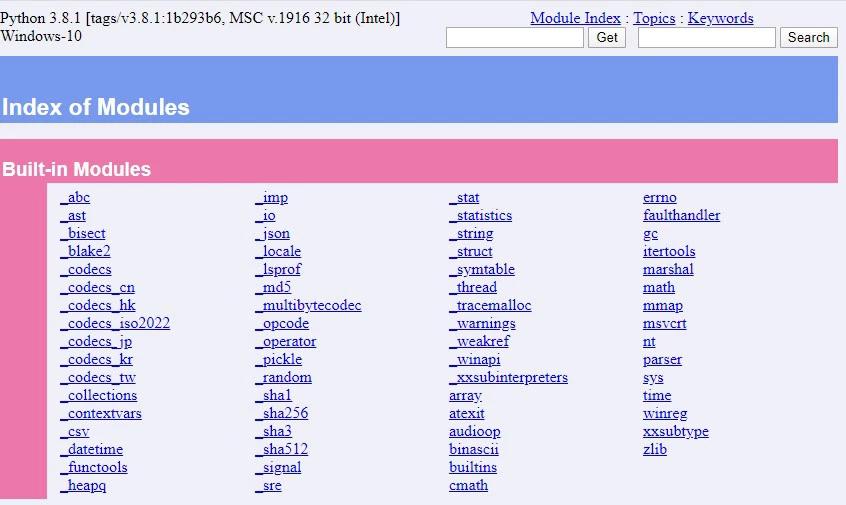 Python 3.8.1 [tags/v3.8.1:1b293b6, MSC v.1916 32 bit (Intel)]
Windows-10
Module Index : Topics : Keywords
Get Search
Index of Modules
Built-in Modules
_abc
_ast
_bisect
_blake2
_codecs
_codecs_cn
_codecs_hk
_codecs_iso2022
_codecs_jp
_codecs_kr
_codecs_tw
_collections
_contextvars
_csv
_datetime
_functools
_heapq
_imp
_io
_json
_locale
_lsprof
_md5
_multibytecodec
_opcode
_operator
_pickle
_random
_sha1
_sha256
_sha3
_sha512
_signal
_sre
_stat
_statistics
_string
_struct
_symtable
_thread
_tracemalloc
_warnings
_weakref
_winapi
_xxsubinterpreters
array
atexit
audioop
binascii
builtins
cmath
errno
faulthandler
gc
itertools
marshal
math
mmap
msvcrt
nt
parser
sys
time
winreg
xxsubtype
zlib